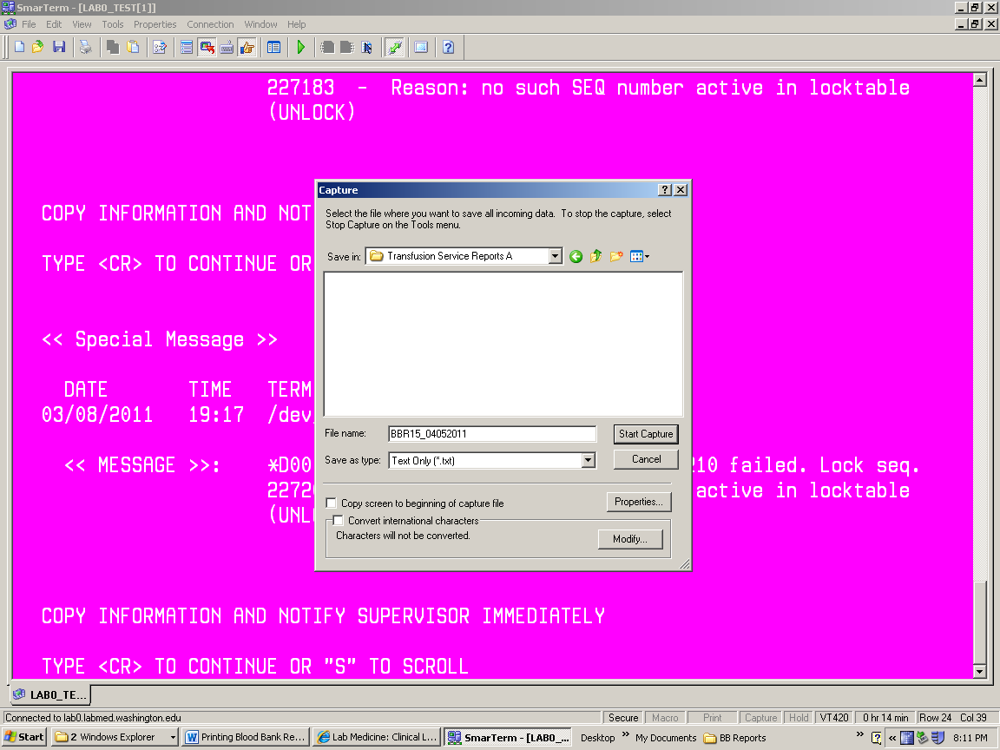 SmarTerm - [LAB0_TEST[1]]
File Edit View Tools Properties Connection Window Help
227183 - Reason: no such SEQ number active in locktable
(UNLOCK)
Capture
Select the file where you want to save all incoming data. To stop the capture, select
Stop Capture on the Tools menu.
COPY INFORMATION AND NOT
Save in: Transfusion Service Reports A
TYPE <CR> TO CONTINUE OR
<< Special Message >>
DATE TIME TERM
03/08/2011 19:17 /dev
File name: BBR15_04052011 Start Capture
Save as type: Text Only (*.txt) Cancel
<< MESSAGE >>: *D00 10 failed. Lock seq.
2272 active in locktable
(UNL
Copy screen to beginning of capture file Properties...
Convert international characters
Characters will not be converted. Modify...
COPY INFORMATION AND NOTIFY SUPERVISOR IMMEDIATELY
TYPE <CR> TO CONTINUE OR "S" TO SCROLL
LAB0_TE...
Connected to lab0.labmed.washington.edu Secure Macro Print Capture Hold VT420 0 hr 14 min Row 24 Col 39
Start 2 Windows Explorer Printing Blood Bank Re... Lab Medicine: Clinical L... SmarTerm - [LAB0_... Desktop » My Documents BB Reports » « 8:11 PM